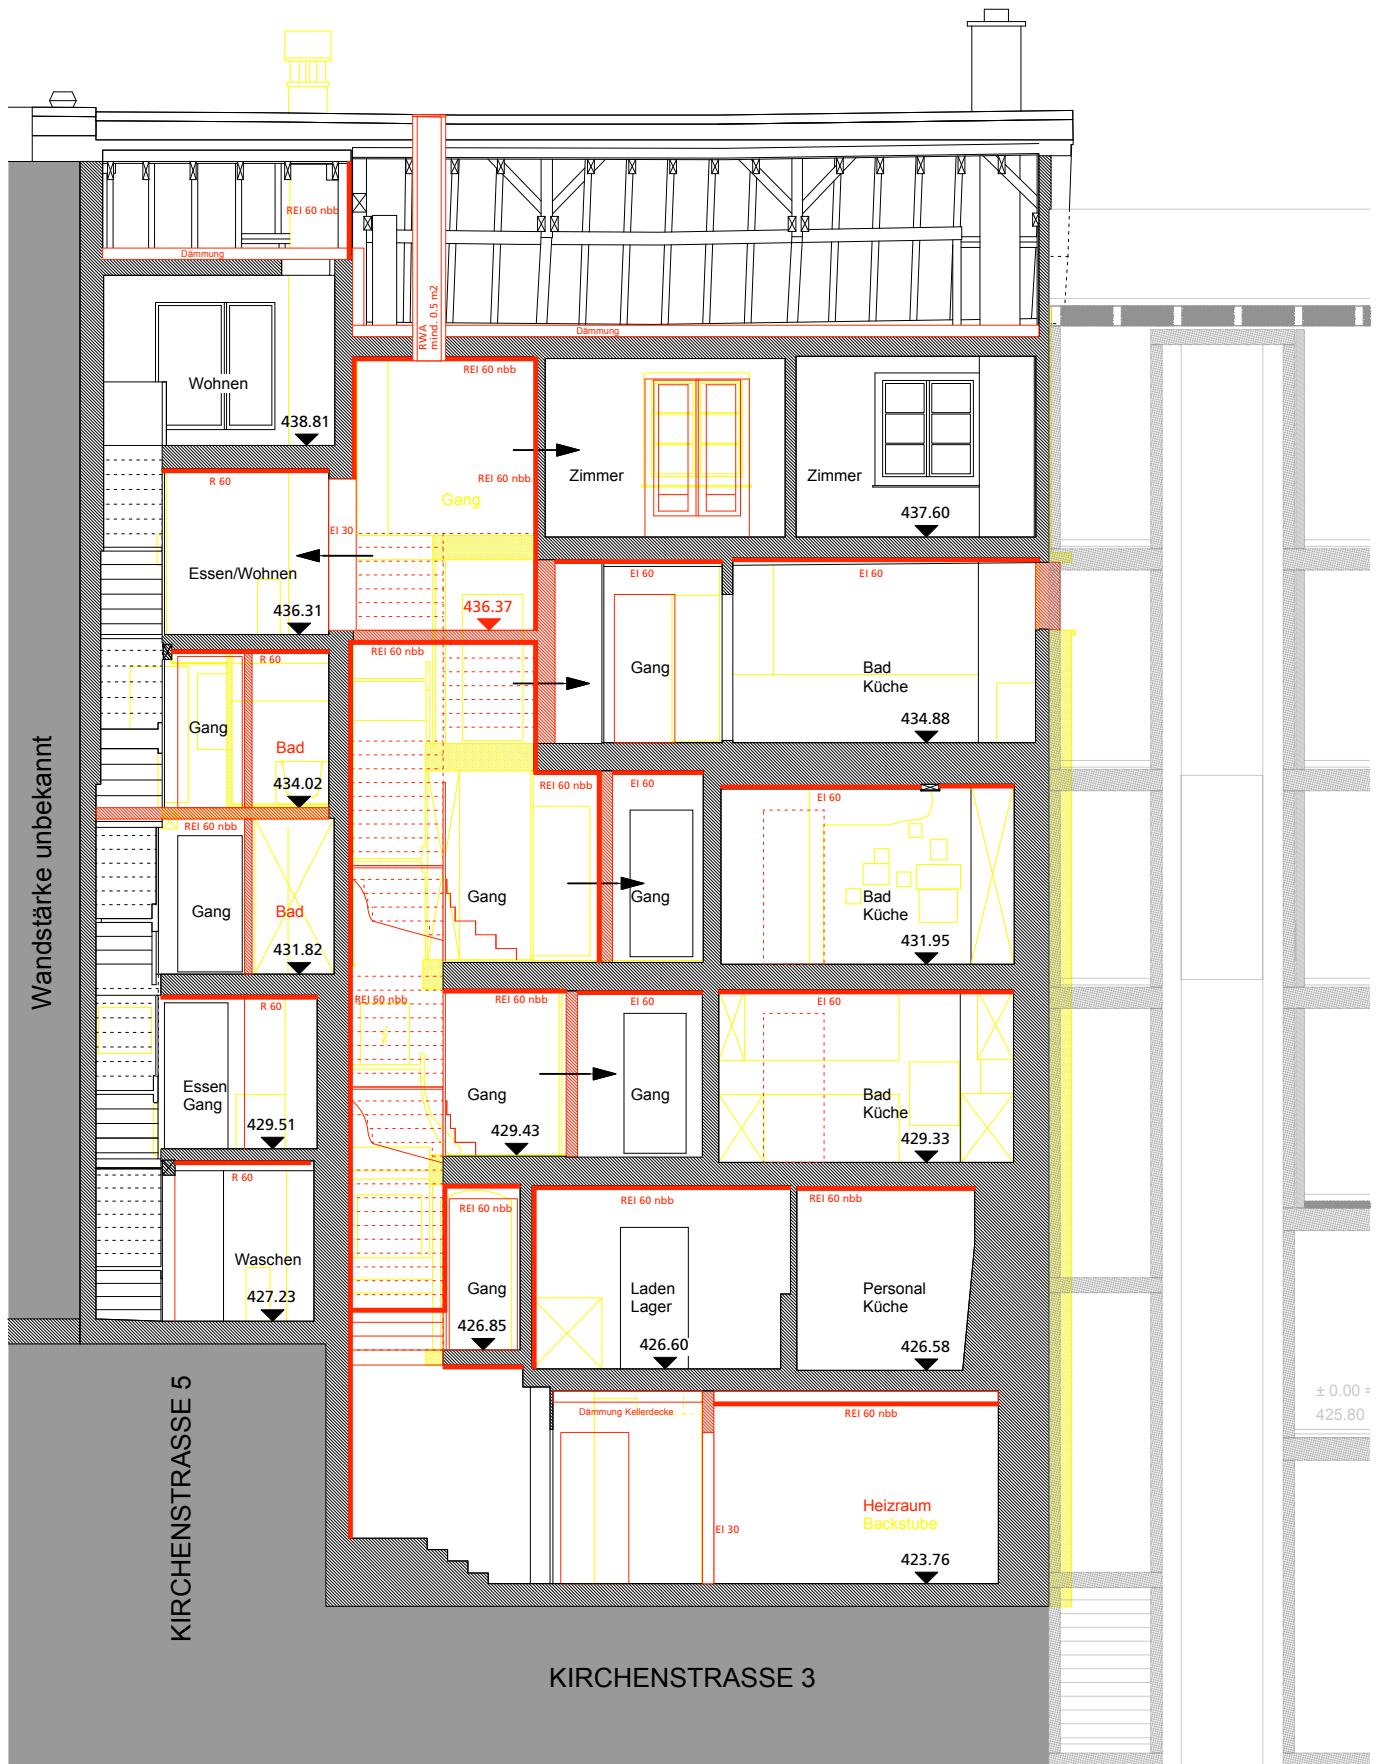 REI 60 nbb
Dämmung
RWA
mind. 0.5 m2
Dämmung
REI 60 nbb
Wohnen
438.81
Zimmer
Zimmer
R 60
REI 60 nbb
Gang
437.60
EI 30
Essen/Wohnen
EI 60
EI 60
436.31
436.37
REI 60 nbb
R 60
Gang
Bad
Küche
Gang
434.88
Bad
434.02
REI 60 nbb
EI 60
EI 60
REI 60 nbb
Gang
Gang
Bad
Küche
Gang
Bad
431.95
431.82
REI 60 nbb
REI 60 nbb
EI 60
EI 60
R 60
Essen
Gang
Gang
Gang
Bad
Küche
429.51
429.43
429.33
R 60
REI 60 nbb
REI 60 nbb
REI 60 nbb
Waschen
Gang
Laden
Lager
Personal
Küche
427.23
426.85
426.60
426.58
± 0.00 =
425.80
Dämmung Kellerdecke
REI 60 nbb
Heizraum
Backstube
EI 30
423.76
Wandstärke unbekannt
KIRCHENSTRASSE 5
KIRCHENSTRASSE 3